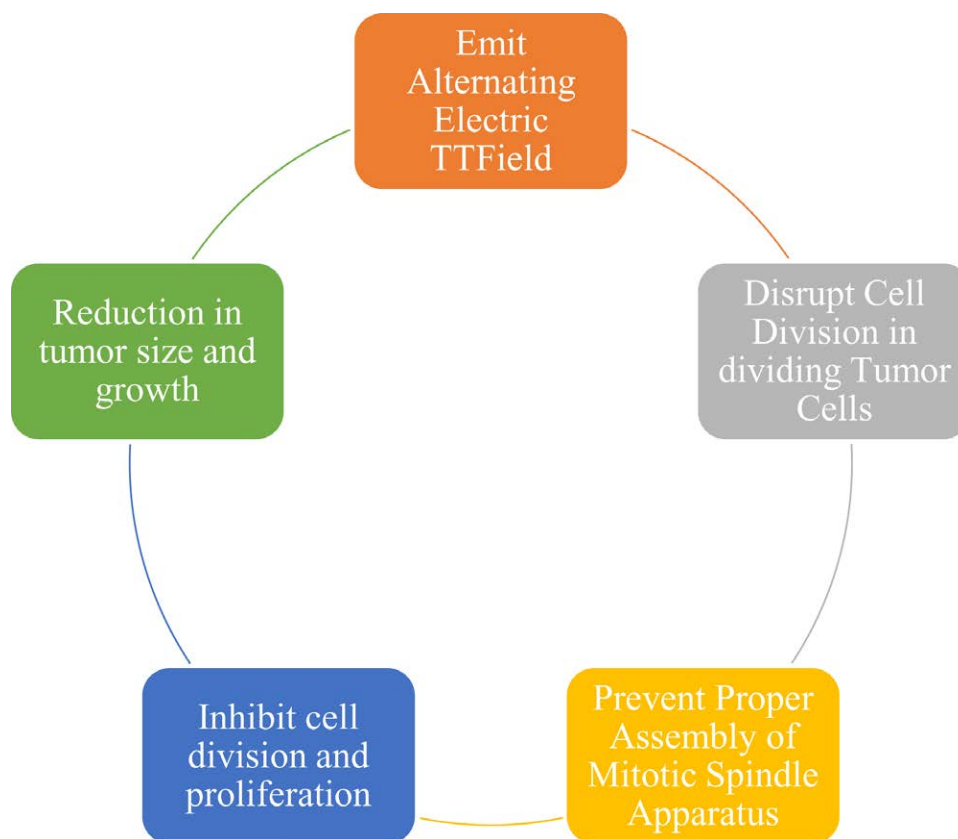 Emit
Alternating
Electric
TTField
Disrupt Cell
Division in
dividing Tumor
Cells
Prevent Proper
Assembly of
Mitotic Spindle
Apparatus
Inhibit cell
division and
proliferation
Reduction in
tumor size and
growth